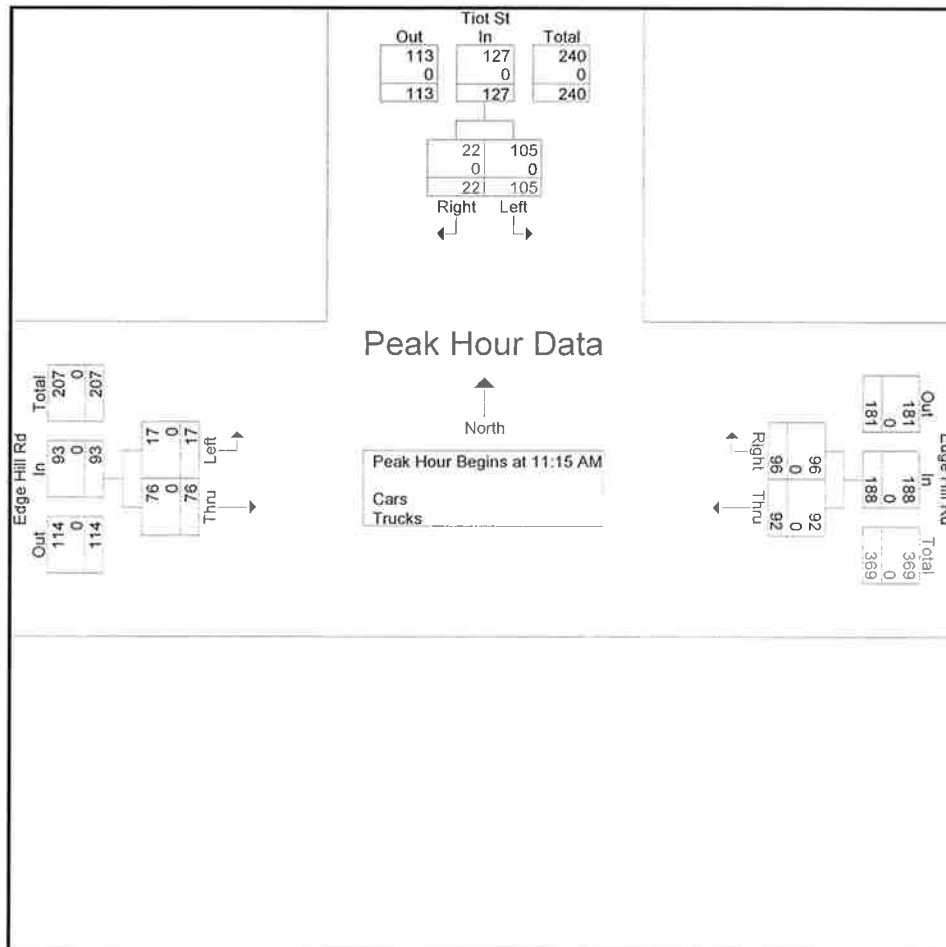 Tiot St
Out In Total
113 127 240
0 0 0
113 127 240
22 105
0 0
22 105
Right Left
Peak Hour Data
North
Peak Hour Begins at 11:15 AM
Cars
Trucks
Edge Hill Rd
Out In Total
114 93 207
0 0 0
114 93 207
Thru Left
76 17
0 0
76 17
Right Thru
96 92
0 0
96 92
Out In Total
181 188 369
0 0 0
181 188 369
Edge Hill Rd